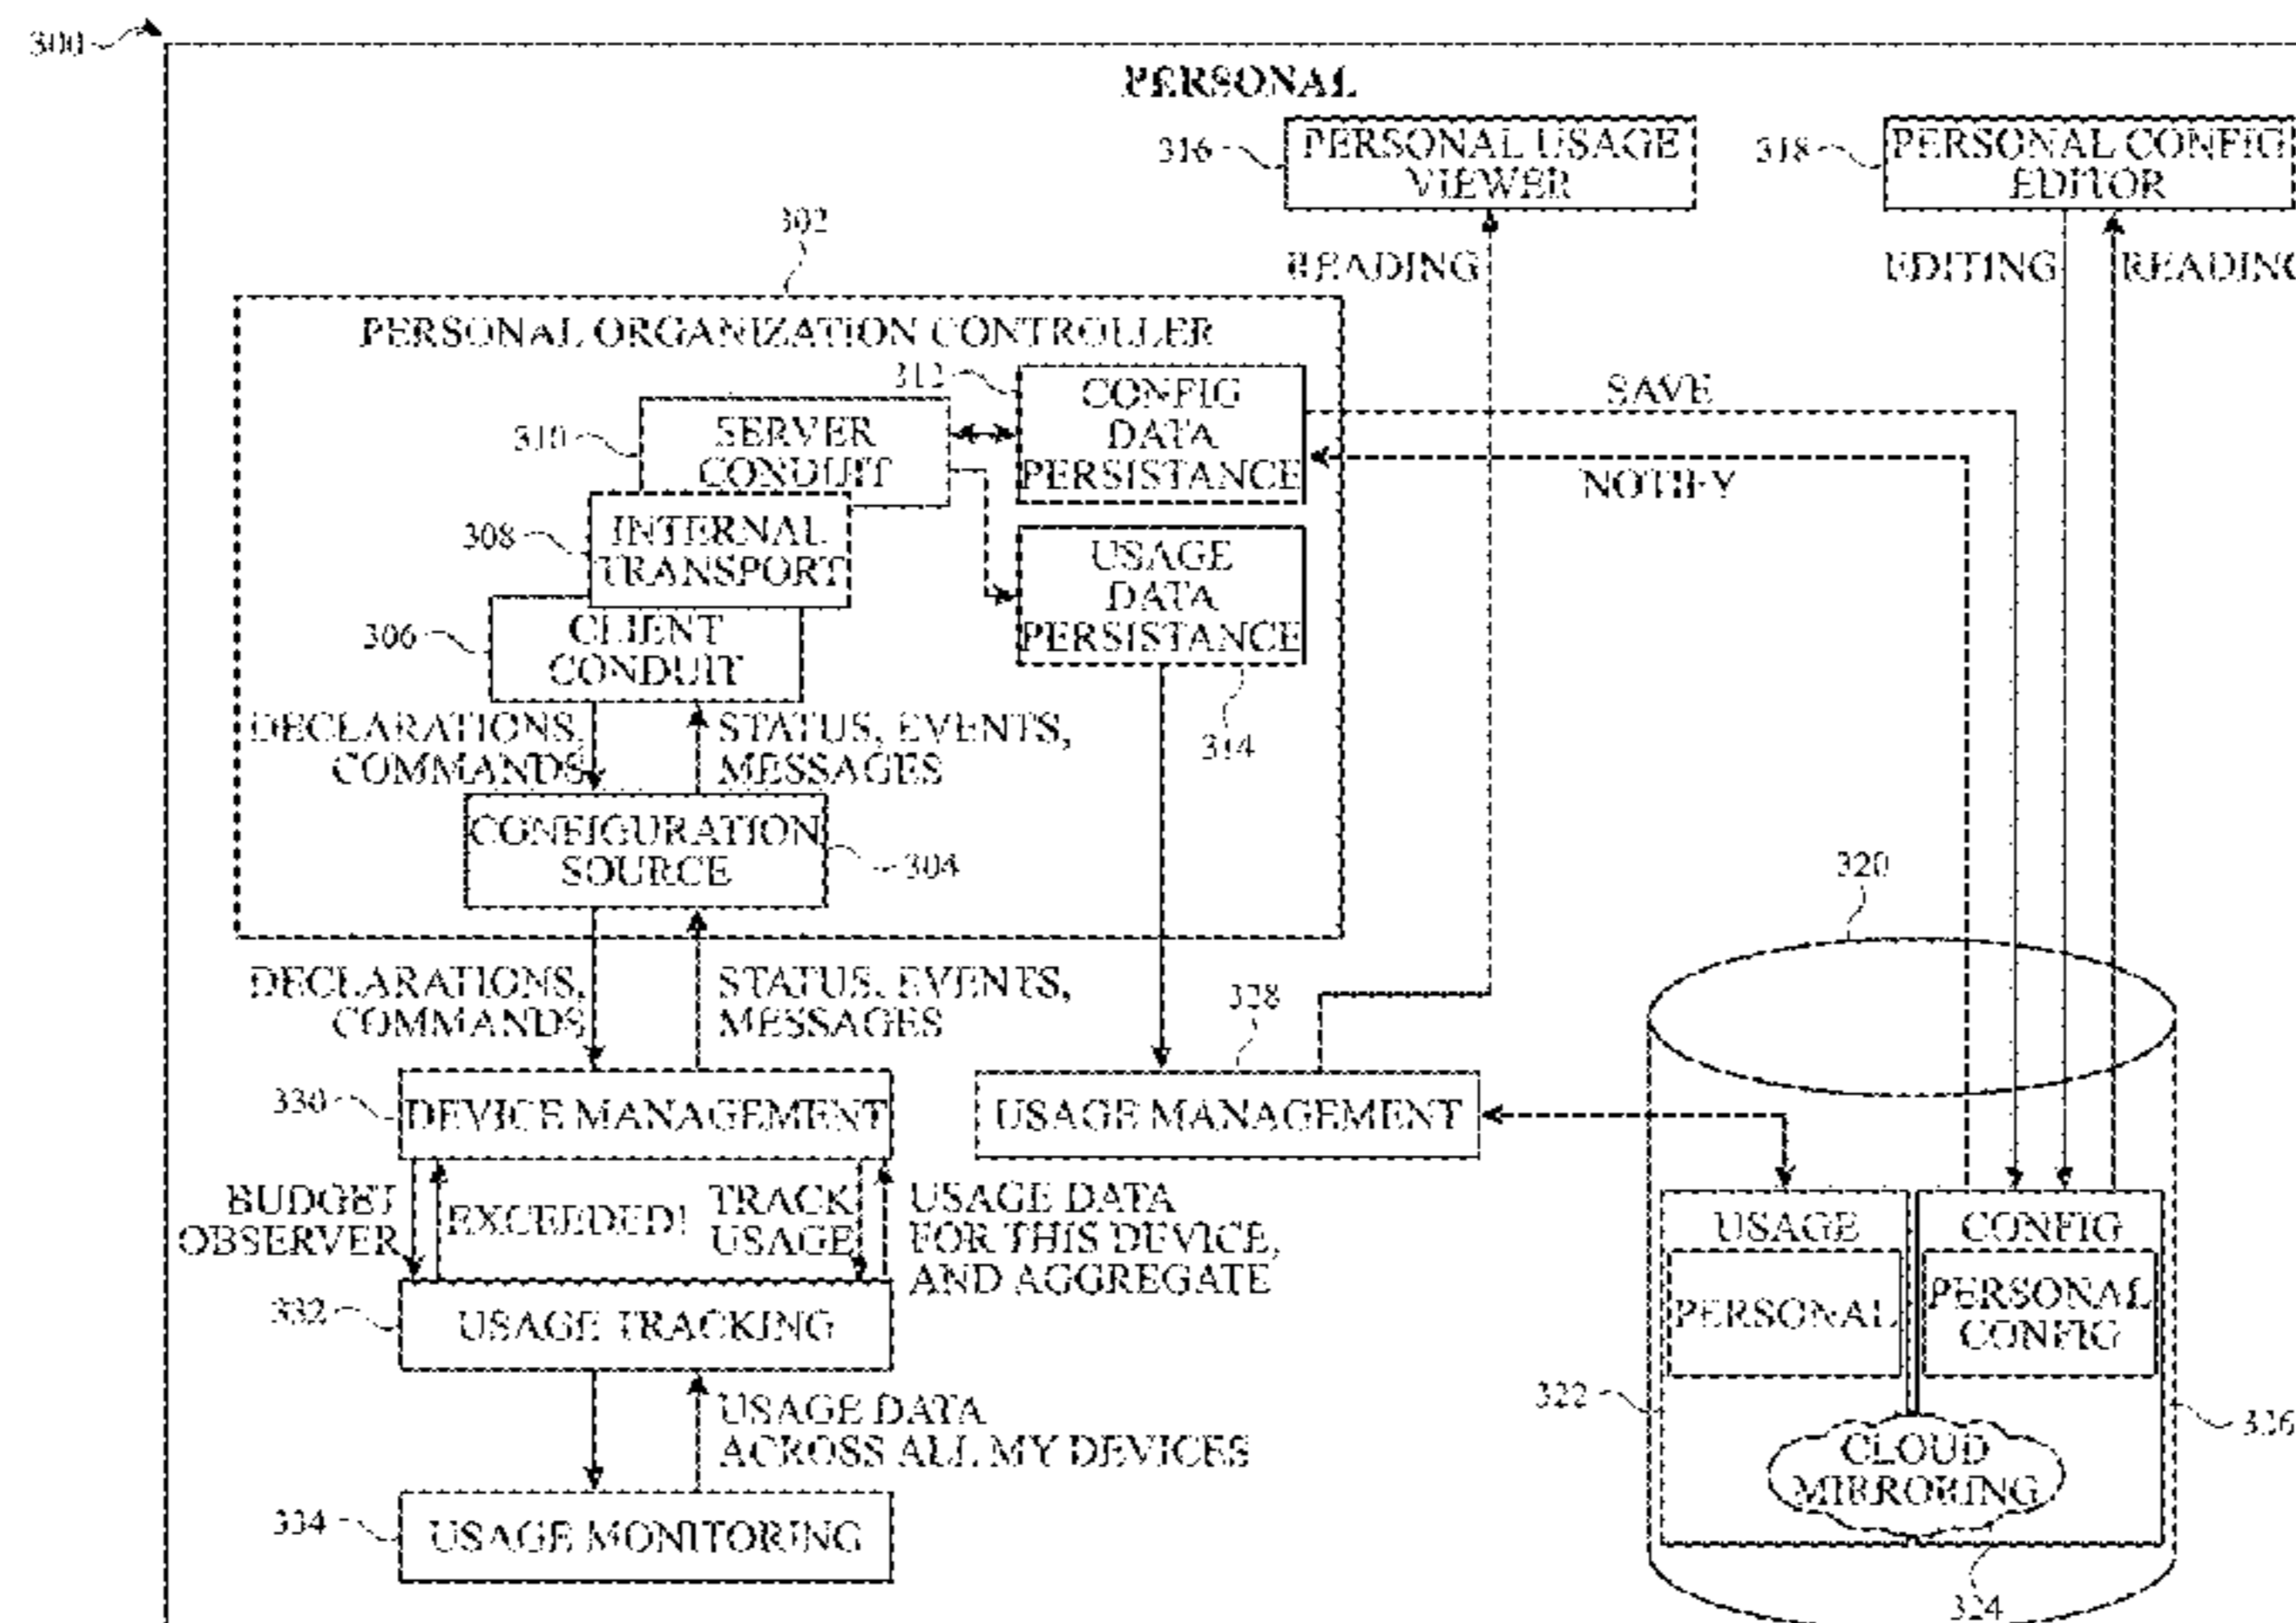 300
PERSONAL
316
PERSONAL USAGE
VIEWER
318
PERSONAL CONFIG
EDITOR
302
READING
EDITING
READING
PERSONAL ORGANIZATION CONTROLLER
312
CONFIG
DATA
PERSISTANCE
SAVE
NOTIFY
310
SERVER
CONDUIT
308
INTERNAL
TRANSPORT
USAGE
DATA
PERSISTANCE
306
CLIENT
CONDUIT
314
DECLARATIONS,
COMMANDS
STATUS, EVENTS,
MESSAGES
CONFIGURATION
SOURCE
304
320
DECLARATIONS,
COMMANDS
STATUS, EVENTS,
MESSAGES
328
330
DEVICE MANAGEMENT
USAGE MANAGEMENT
BUDGET
OBSERVER
EXCEEDED!
TRACK
USAGE
USAGE DATA
FOR THIS DEVICE,
AND AGGREGATE
USAGE
CONFIG
PERSONAL
PERSONAL
CONFIG
332
USAGE TRACKING
322
326
USAGE DATA
ACROSS ALL MY DEVICES
CLOUD
MIRRORING
334
USAGE MONITORING
324